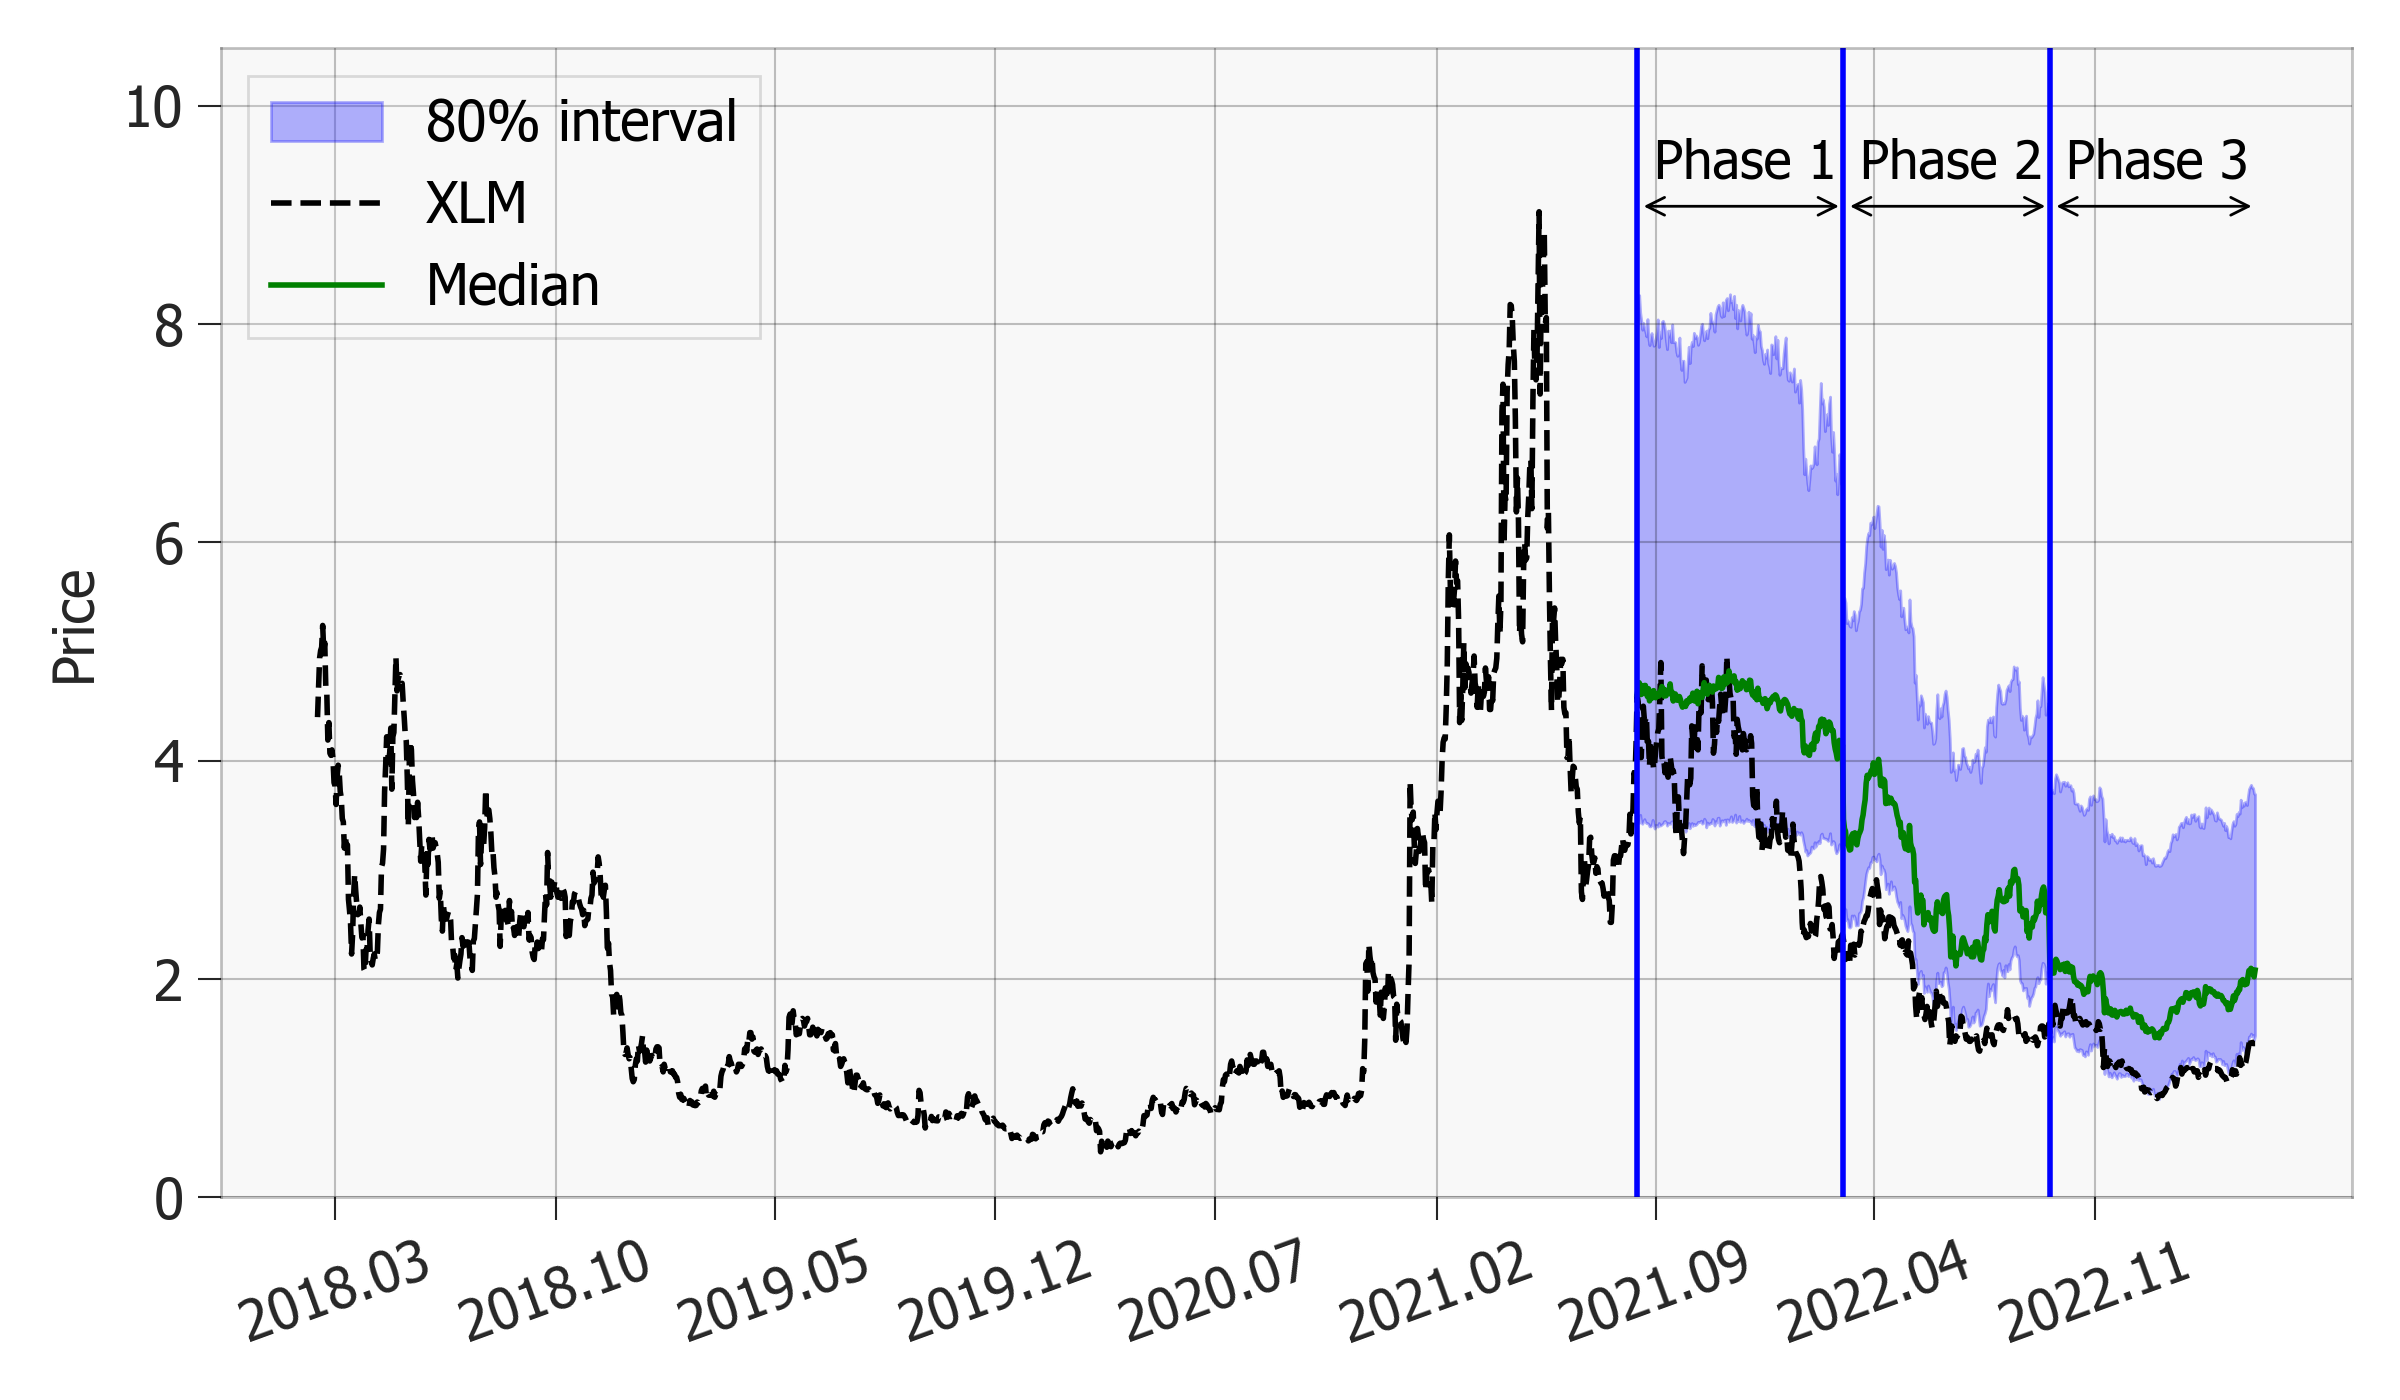 10
8
6
4
2
0
Price
80% interval
XLM
Median
Phase 1
Phase 2
Phase 3
2018.03
2018.10
2019.05
2019.12
2020.07
2021.02
2021.09
2022.04
2022.11